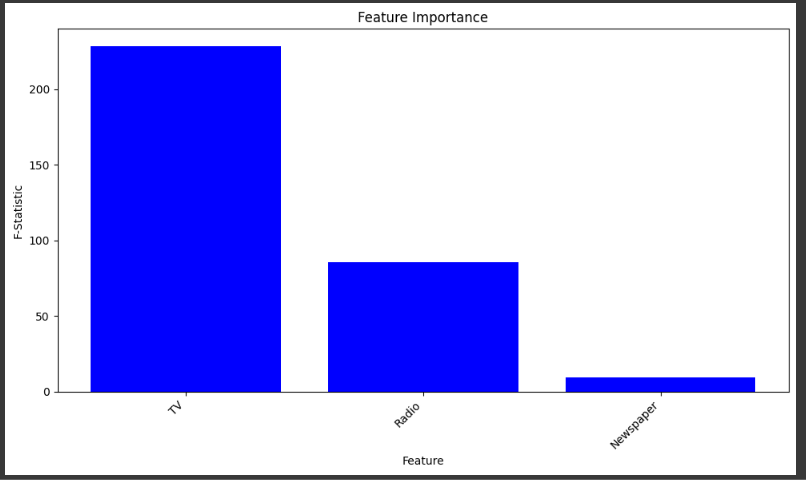 Feature Importance
200
150
100
50
0
F-Statistic
TV
Radio
Newspaper
Feature